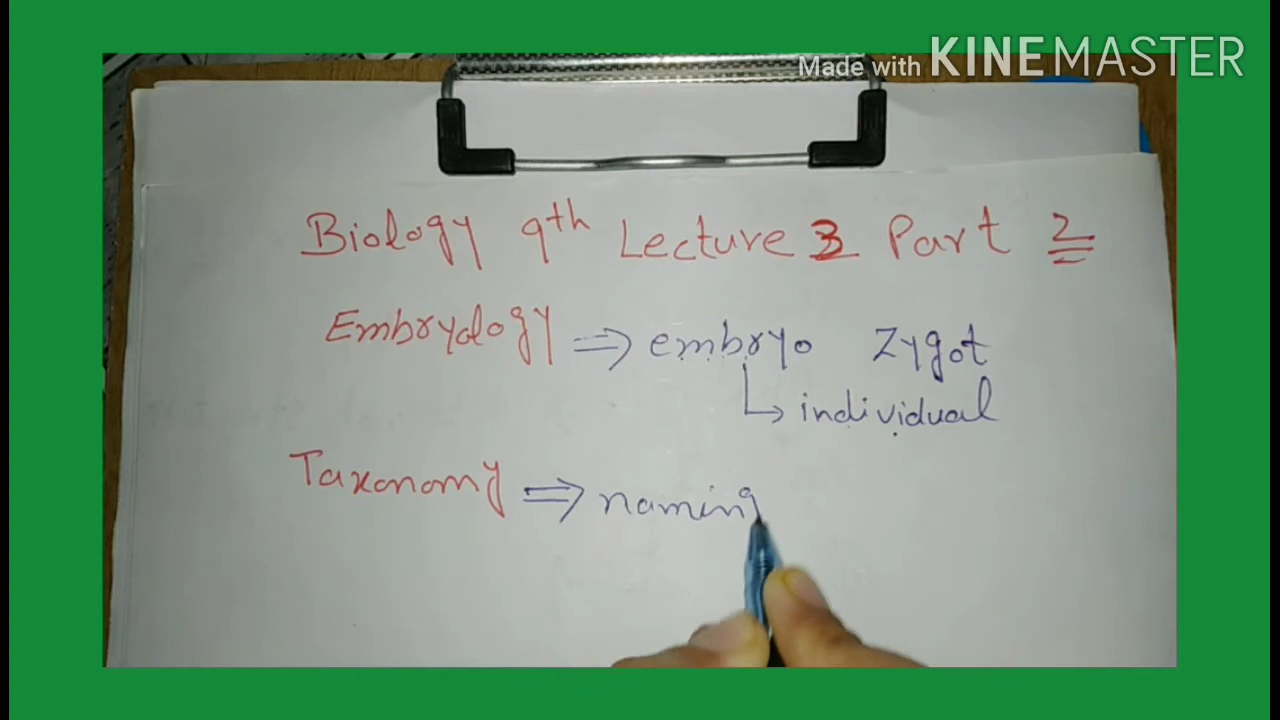 Made with KINEMASTER
Biology 9th Lecture 3 Part 2
Embryology ⇒ embryo Zygot
↳ individual
Taxonomy ⇒ naming